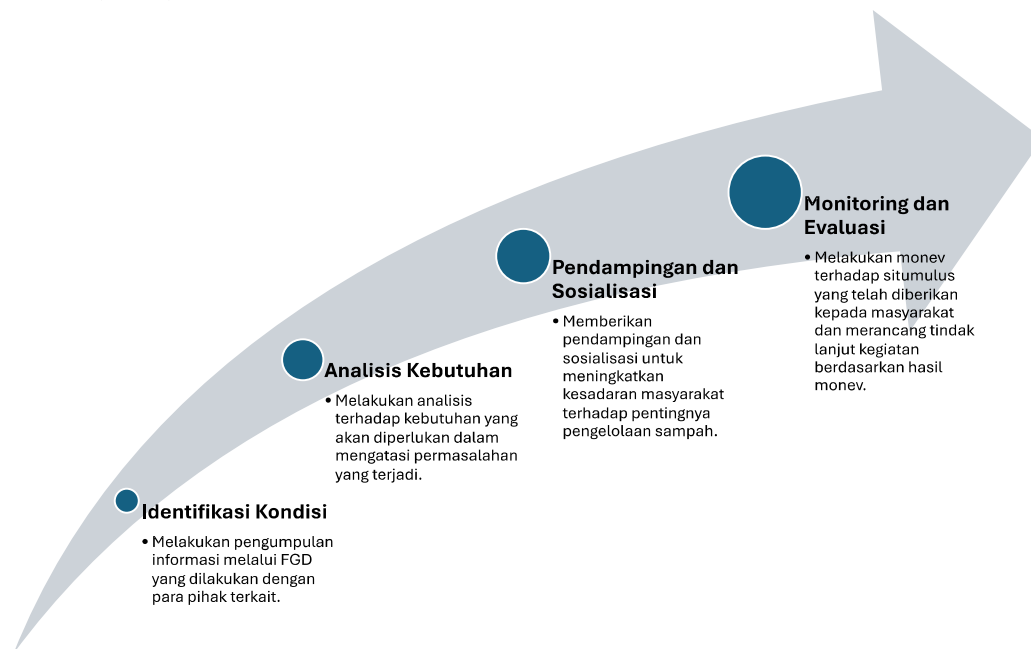 Identifikasi Kondisi
• Melakukan pengumpulan
informasi melalui FGD
yang dilakukan dengan
para pihak terkait.
Analisis Kebutuhan
• Melakukan analisis
terhadap kebutuhan yang
akan diperlukan dalam
mengatasi permasalahan
yang terjadi.
Pendampingan dan
Sosialisasi
• Memberikan
pendampingan dan
sosialisasi untuk
meningkatkan
kesadaran masyarakat
terhadap pentingnya
pengelolaan sampah.
Monitoring dan
Evaluasi
• Melakukan monev
terhadap situmulus
yang telah diberikan
kepada masyarakat
dan merancang tindak
lanjut kegiatan
berdasarkan hasil
monev.